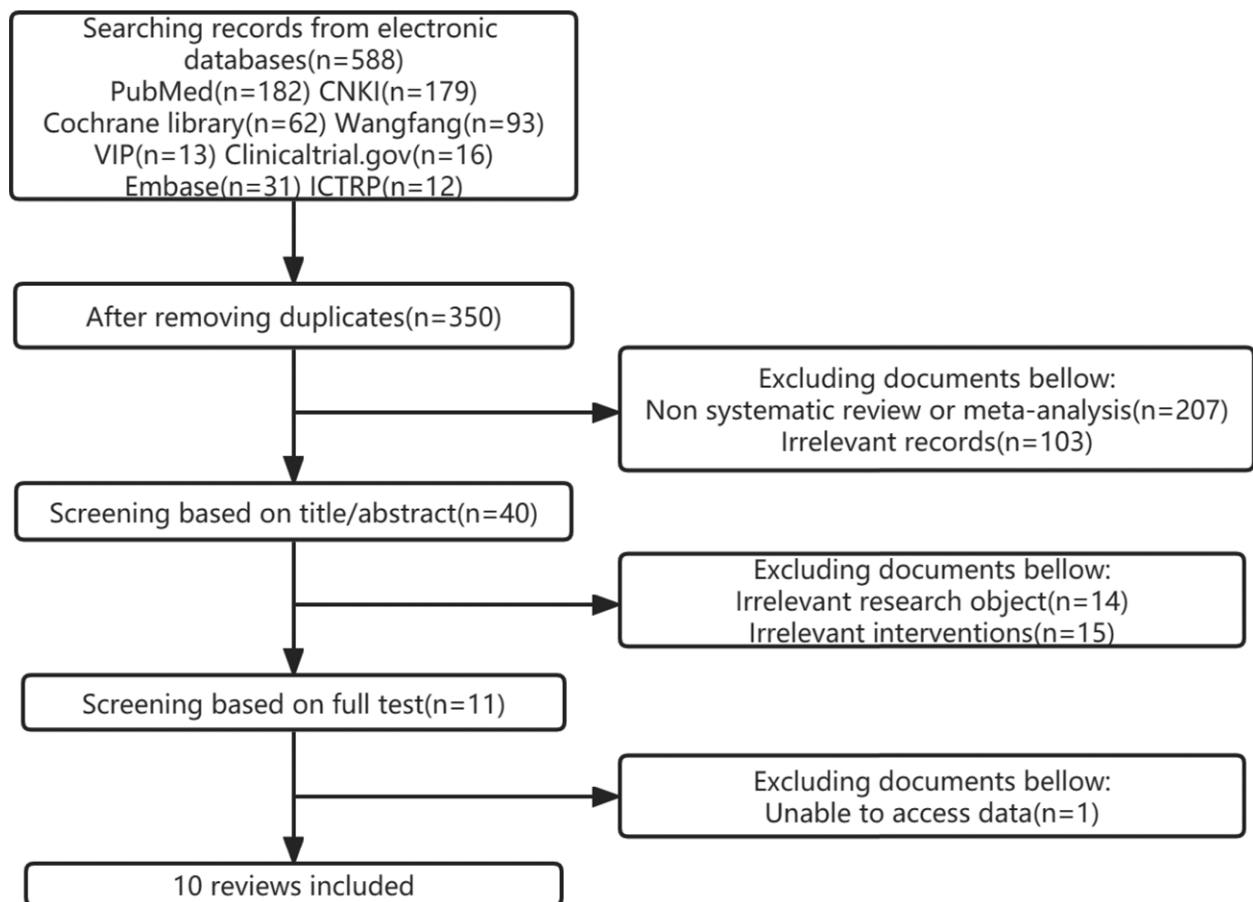 Searching records from electronic
databases(n=588)
PubMed(n=182) CNKI(n=179)
Cochrane library(n=62) Wangfang(n=93)
VIP(n=13) Clinicaltrial.gov(n=16)
Embase(n=31) ICTRP(n=12)
After removing duplicates(n=350)
Excluding documents bellow:
Non systematic review or meta-analysis(n=207)
Irrelevant records(n=103)
Screening based on title/abstract(n=40)
Excluding documents bellow:
Irrelevant research object(n=14)
Irrelevant interventions(n=15)
Screening based on full test(n=11)
Excluding documents bellow:
Unable to access data(n=1)
10 reviews included